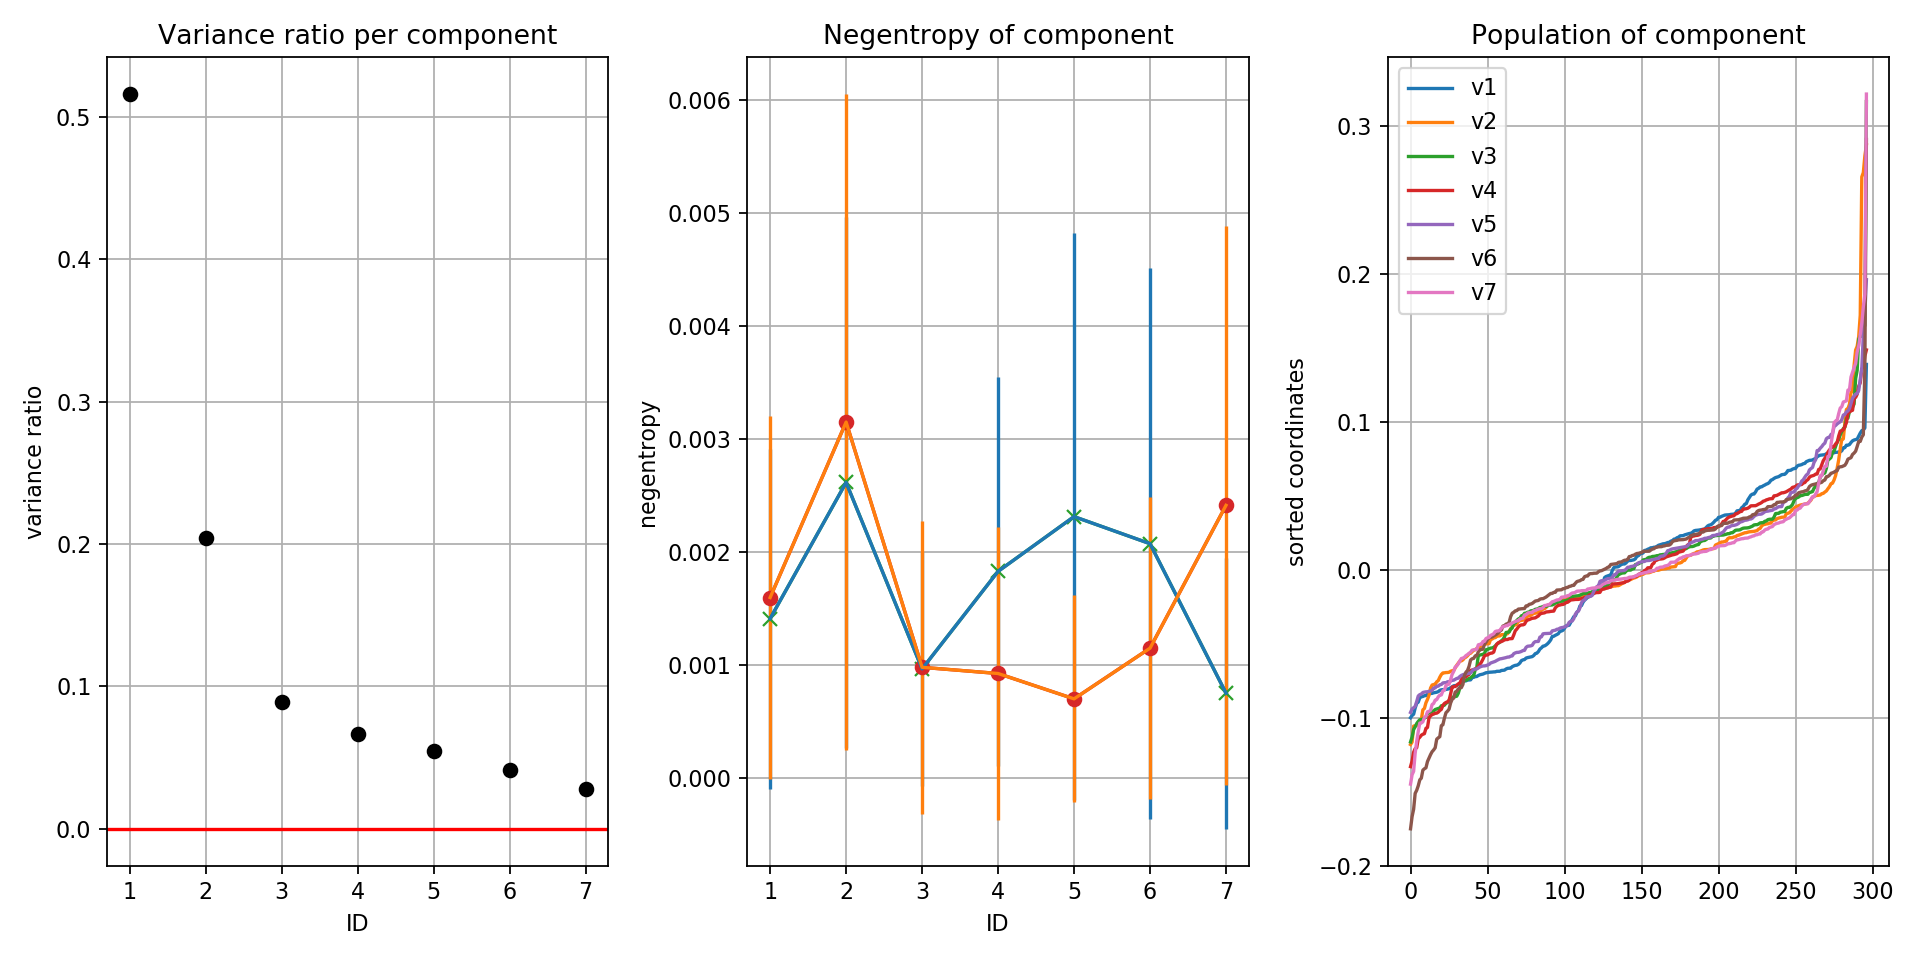 Variance ratio per component
variance ratio
0.5
0.4
0.3
0.2
0.1
0.0
1 2 3 4 5 6 7
ID
Negentropy of component
negentropy
0.006
0.005
0.004
0.003
0.002
0.001
0.000
1 2 3 4 5 6 7
ID
Population of component
sorted coordinates
0.3
0.2
0.1
0.0
−0.1
−0.2
0 50 100 150 200 250 300
v1
v2
v3
v4
v5
v6
v7